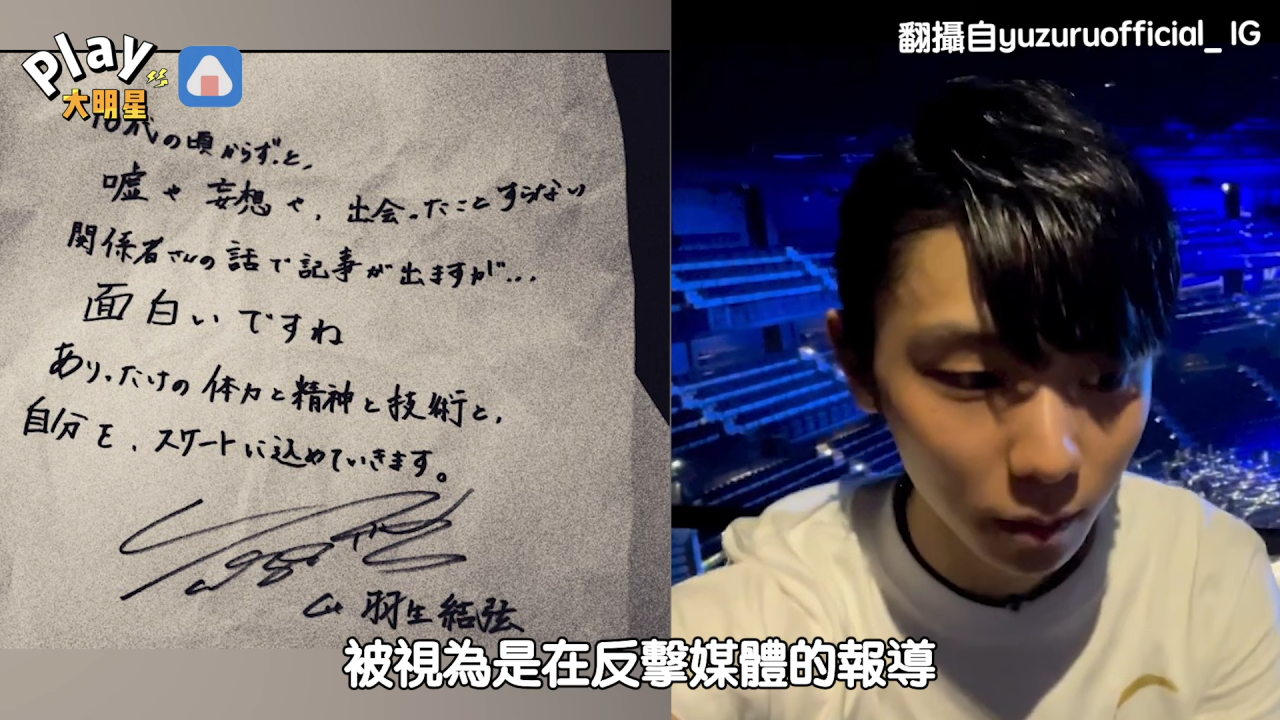 Play
大明星
翻攝自yuzuruofficial_ IG
10代の頃からずっと、
嘘や妄想や、出会ったことすらない
関係者さんの話で記事が出ますが...
面白いですね
ありったけの体力と精神と技術と、
自分を、スケートに込めていきます。
羽生結弦
被視為是在反擊媒體的報導